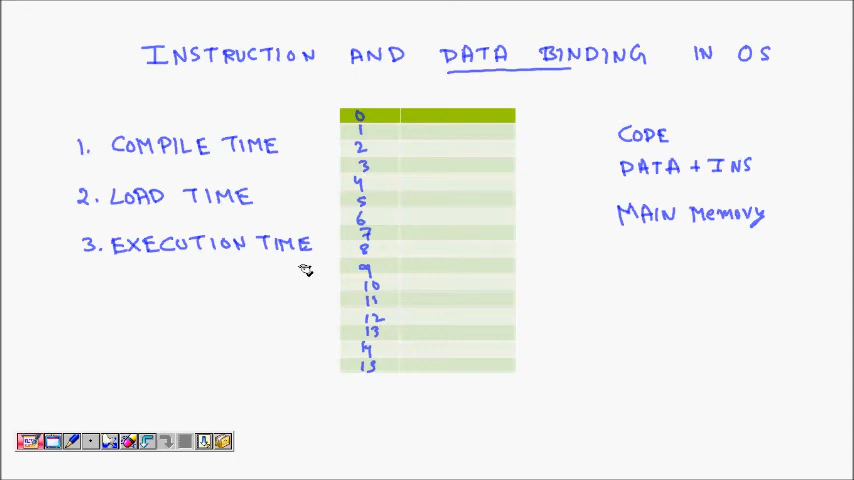 INSTRUCTION AND DATA BINDING IN OS
1. COMPILE TIME
2. LOAD TIME
3. EXECUTION TIME
0
1
2
3
4
5
6
7
8
9
10
11
12
13
14
15
CODE
DATA + INS
MAIN Memory